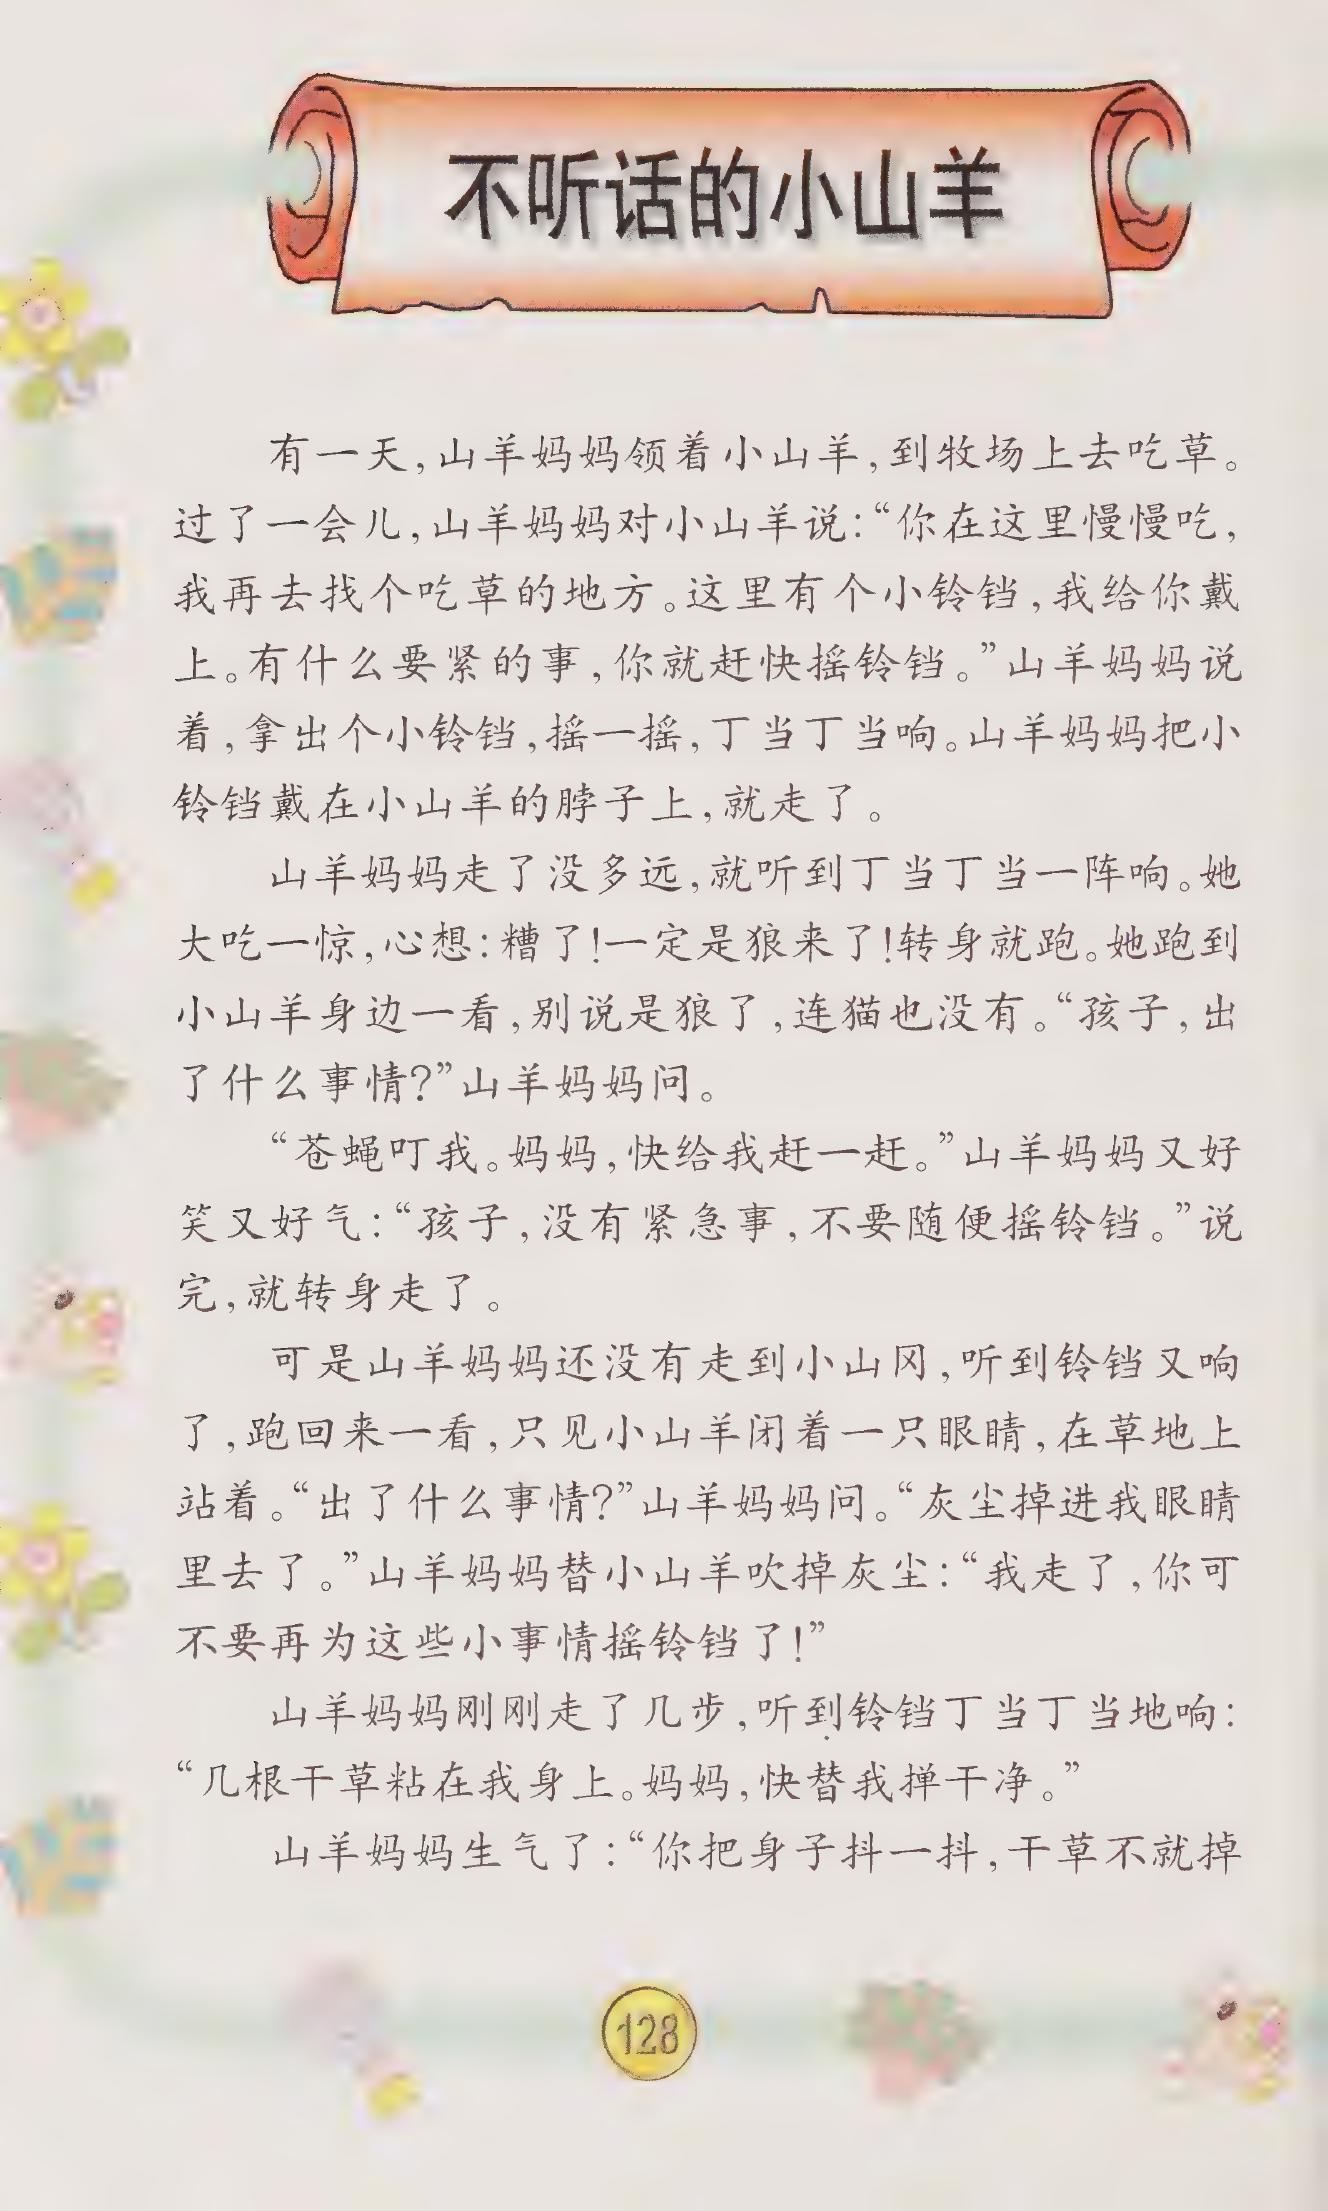 不听话的小山羊
有一天,山羊妈妈领着小山羊,到牧场上去吃草。
过了一会儿,山羊妈妈对小山羊说:“你在这里慢慢吃,
我再去找个吃草的地方。这里有个小铃铛,我给你戴
上。有什么要紧的事,你就赶快摇铃铛。”山羊妈妈说
着,拿出个小铃铛,摇一摇,丁当丁当响。山羊妈妈把小
铃铛戴在小山羊的脖子上,就走了。
山羊妈妈走了没多远,就听到丁当丁当一阵响。她
大吃一惊,心想:糟了!一定是狼来了!转身就跑。她跑到
小山羊身边一看,别说是狼了,连猫也没有。“孩子,出
了什么事情?”山羊妈妈问。
“苍蝇叮我。妈妈,快给我赶一赶。”山羊妈妈又好
笑又好气:“孩子,没有紧急事,不要随便摇铃铛。”说
完,就转身走了。
可是山羊妈妈还没有走到小山冈,听到铃铛又响
了,跑回来一看,只见小山羊闭着一只眼睛,在草地上
站着。“出了什么事情?”山羊妈妈问。“灰尘掉进我眼睛
里去了。”山羊妈妈替小山羊吹掉灰尘:“我走了,你可
不要再为这些小事情摇铃铛了!”
山羊妈妈刚刚走了几步,听到铃铛丁当丁当地响:
“几根干草粘在我身上。妈妈,快替我掸干净。”
山羊妈妈生气了:“你把身子抖一抖,干草不就掉
128